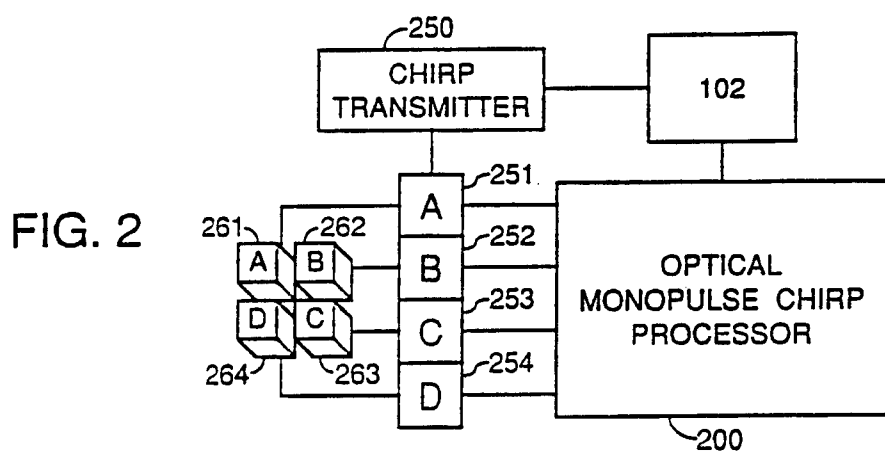 250
CHIRP
TRANSMITTER
102
251
A
252
B
253
C
254
D
FIG. 2
261
262
A
B
D
C
264
263
OPTICAL
MONOPULSE CHIRP
PROCESSOR
200